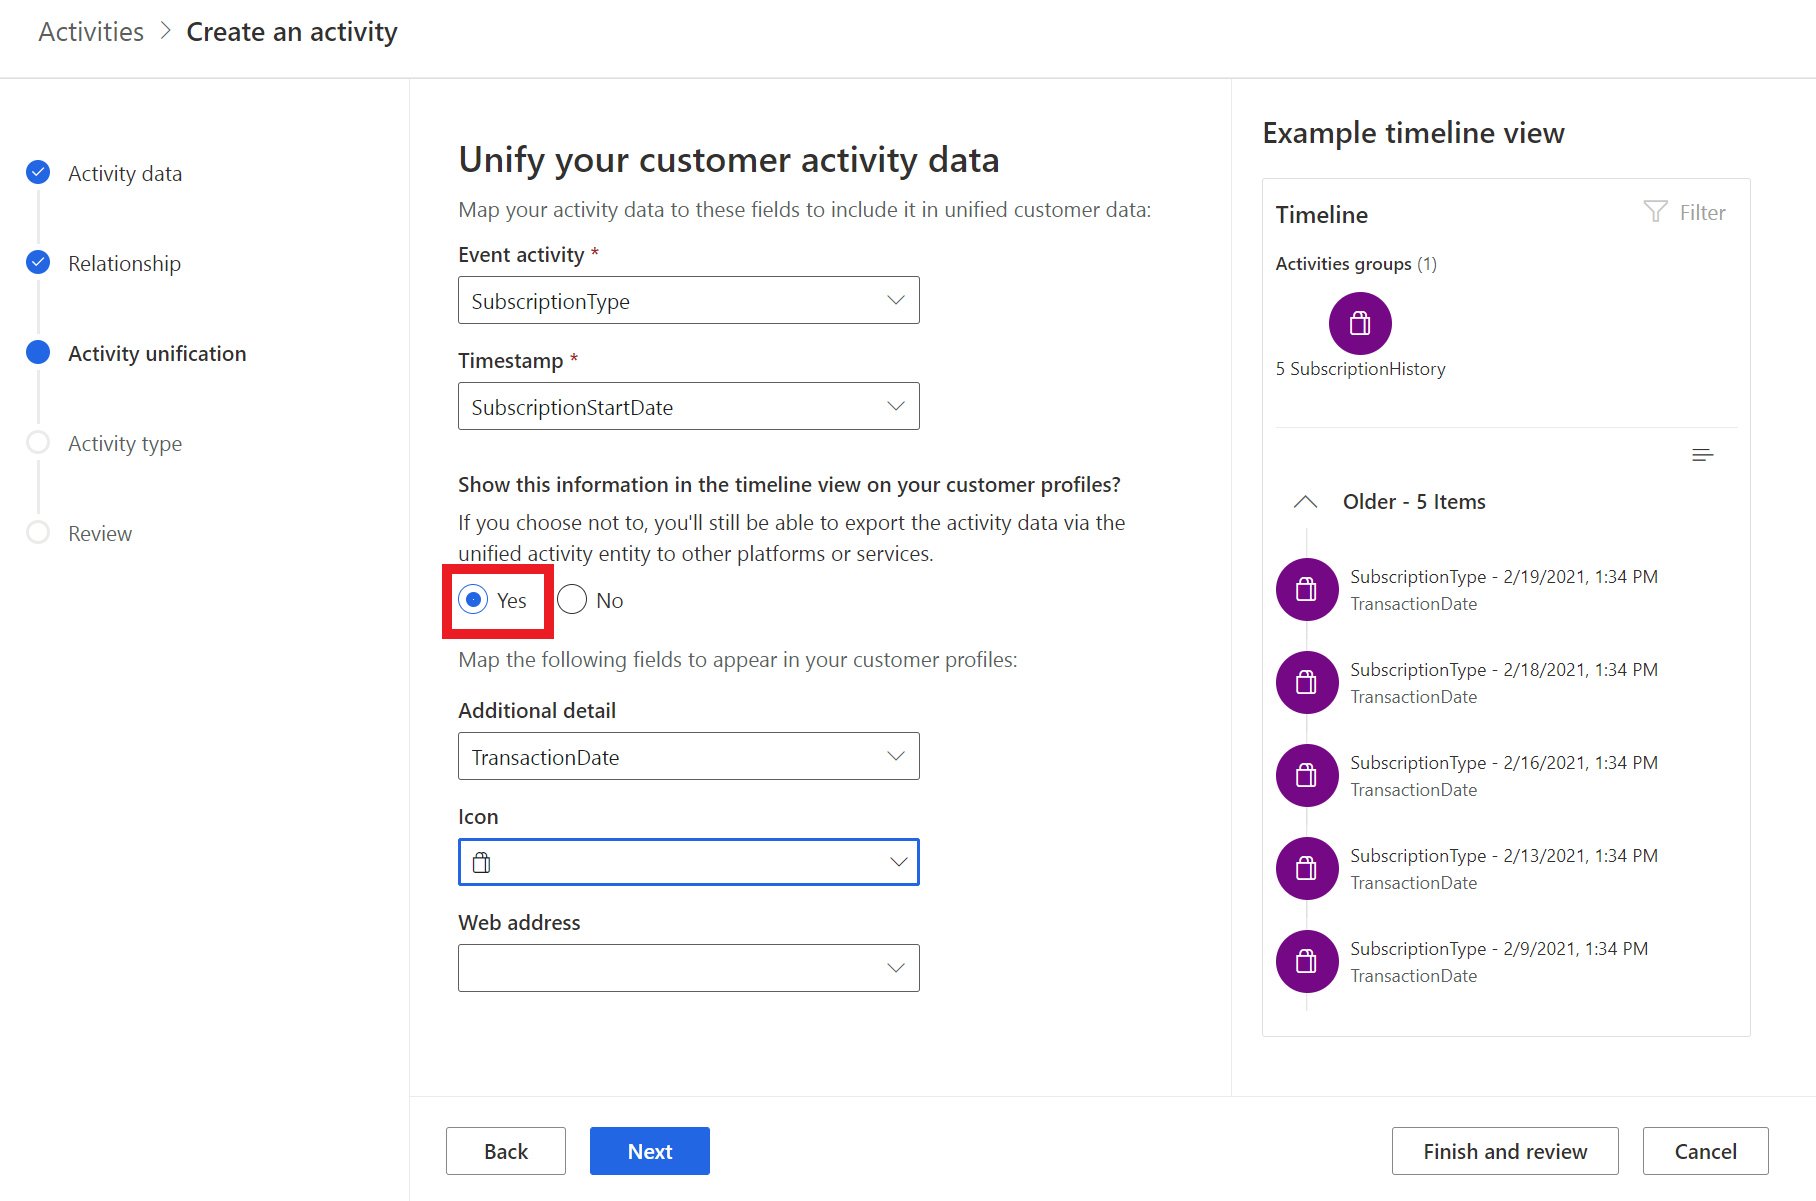 Activities > Create an activity
Activity data
Relationship
Activity unification
Activity type
Review
Unify your customer activity data
Map your activity data to these fields to include it in unified customer data:
Event activity *
SubscriptionType
Timestamp *
SubscriptionStartDate
Show this information in the timeline view on your customer profiles?
If you choose not to, you'll still be able to export the activity data via the
unified activity entity to other platforms or services.
Yes
No
Map the following fields to appear in your customer profiles:
Additional detail
TransactionDate
Icon
Web address
Example timeline view
Timeline
Filter
Activities groups (1)
5 SubscriptionHistory
Older - 5 Items
SubscriptionType - 2/19/2021, 1:34 PM
TransactionDate
SubscriptionType - 2/18/2021, 1:34 PM
TransactionDate
SubscriptionType - 2/16/2021, 1:34 PM
TransactionDate
SubscriptionType - 2/13/2021, 1:34 PM
TransactionDate
SubscriptionType - 2/9/2021, 1:34 PM
TransactionDate
Back
Next
Finish and review
Cancel